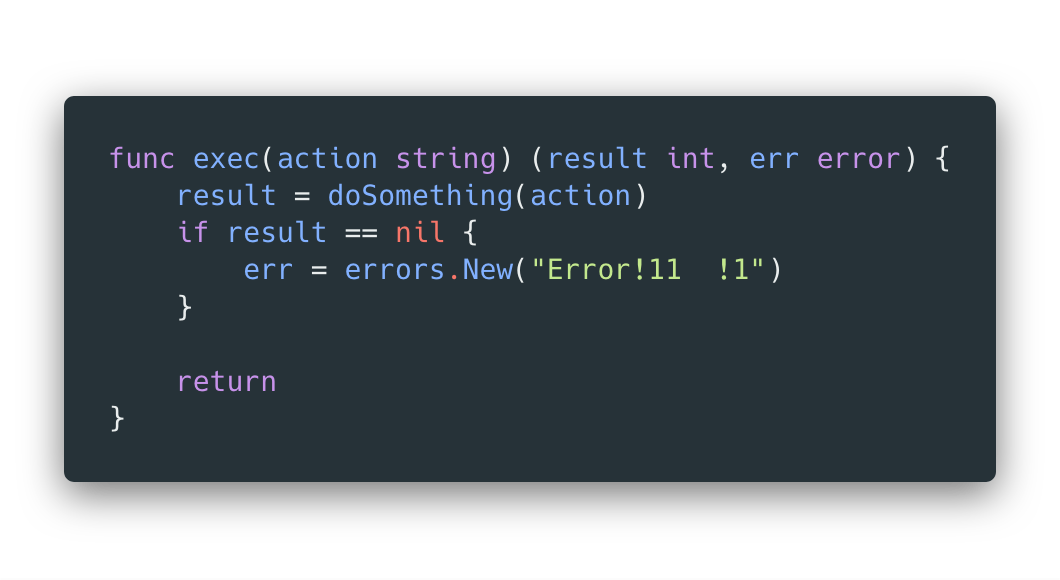 func exec(action string) (result int, err error) {
    result = doSomething(action)
    if result == nil {
        err = errors.New("Error!11  !1")
    }

    return
}